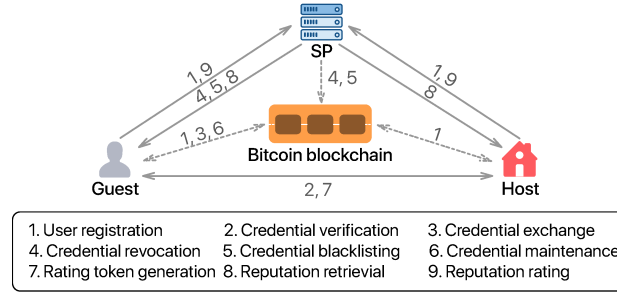 SP
1, 9
4, 5, 8
1, 9
8
4, 5
1, 3, 6
1
Bitcoin blockchain
Guest
Host
2, 7
1. User registration 2. Credential verification 3. Credential exchange
4. Credential revocation 5. Credential blacklisting 6. Credential maintenance
7. Rating token generation 8. Reputation retrievial 9. Reputation rating